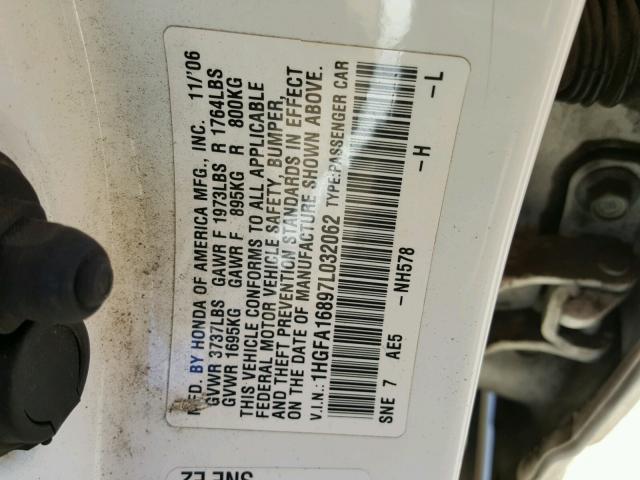 MFD. BY HONDA OF AMERICA MFG., INC. 11/'06
GVWR 3737LBS GAWR F 1973LBS R 1764LBS
GVWR 1695KG GAWR F 895KG R 800KG
THIS VEHICLE CONFORMS TO ALL APPLICABLE
FEDERAL MOTOR VEHICLE SAFETY, BUMPER,
AND THEFT PREVENTION STANDARDS IN EFFECT
ON THE DATE OF MANUFACTURE SHOWN ABOVE.
V.I.N.: 1HGFA16897L032062 TYPE:PASSENGER CAR
SNE 7 AE5 -NH578 -H -L